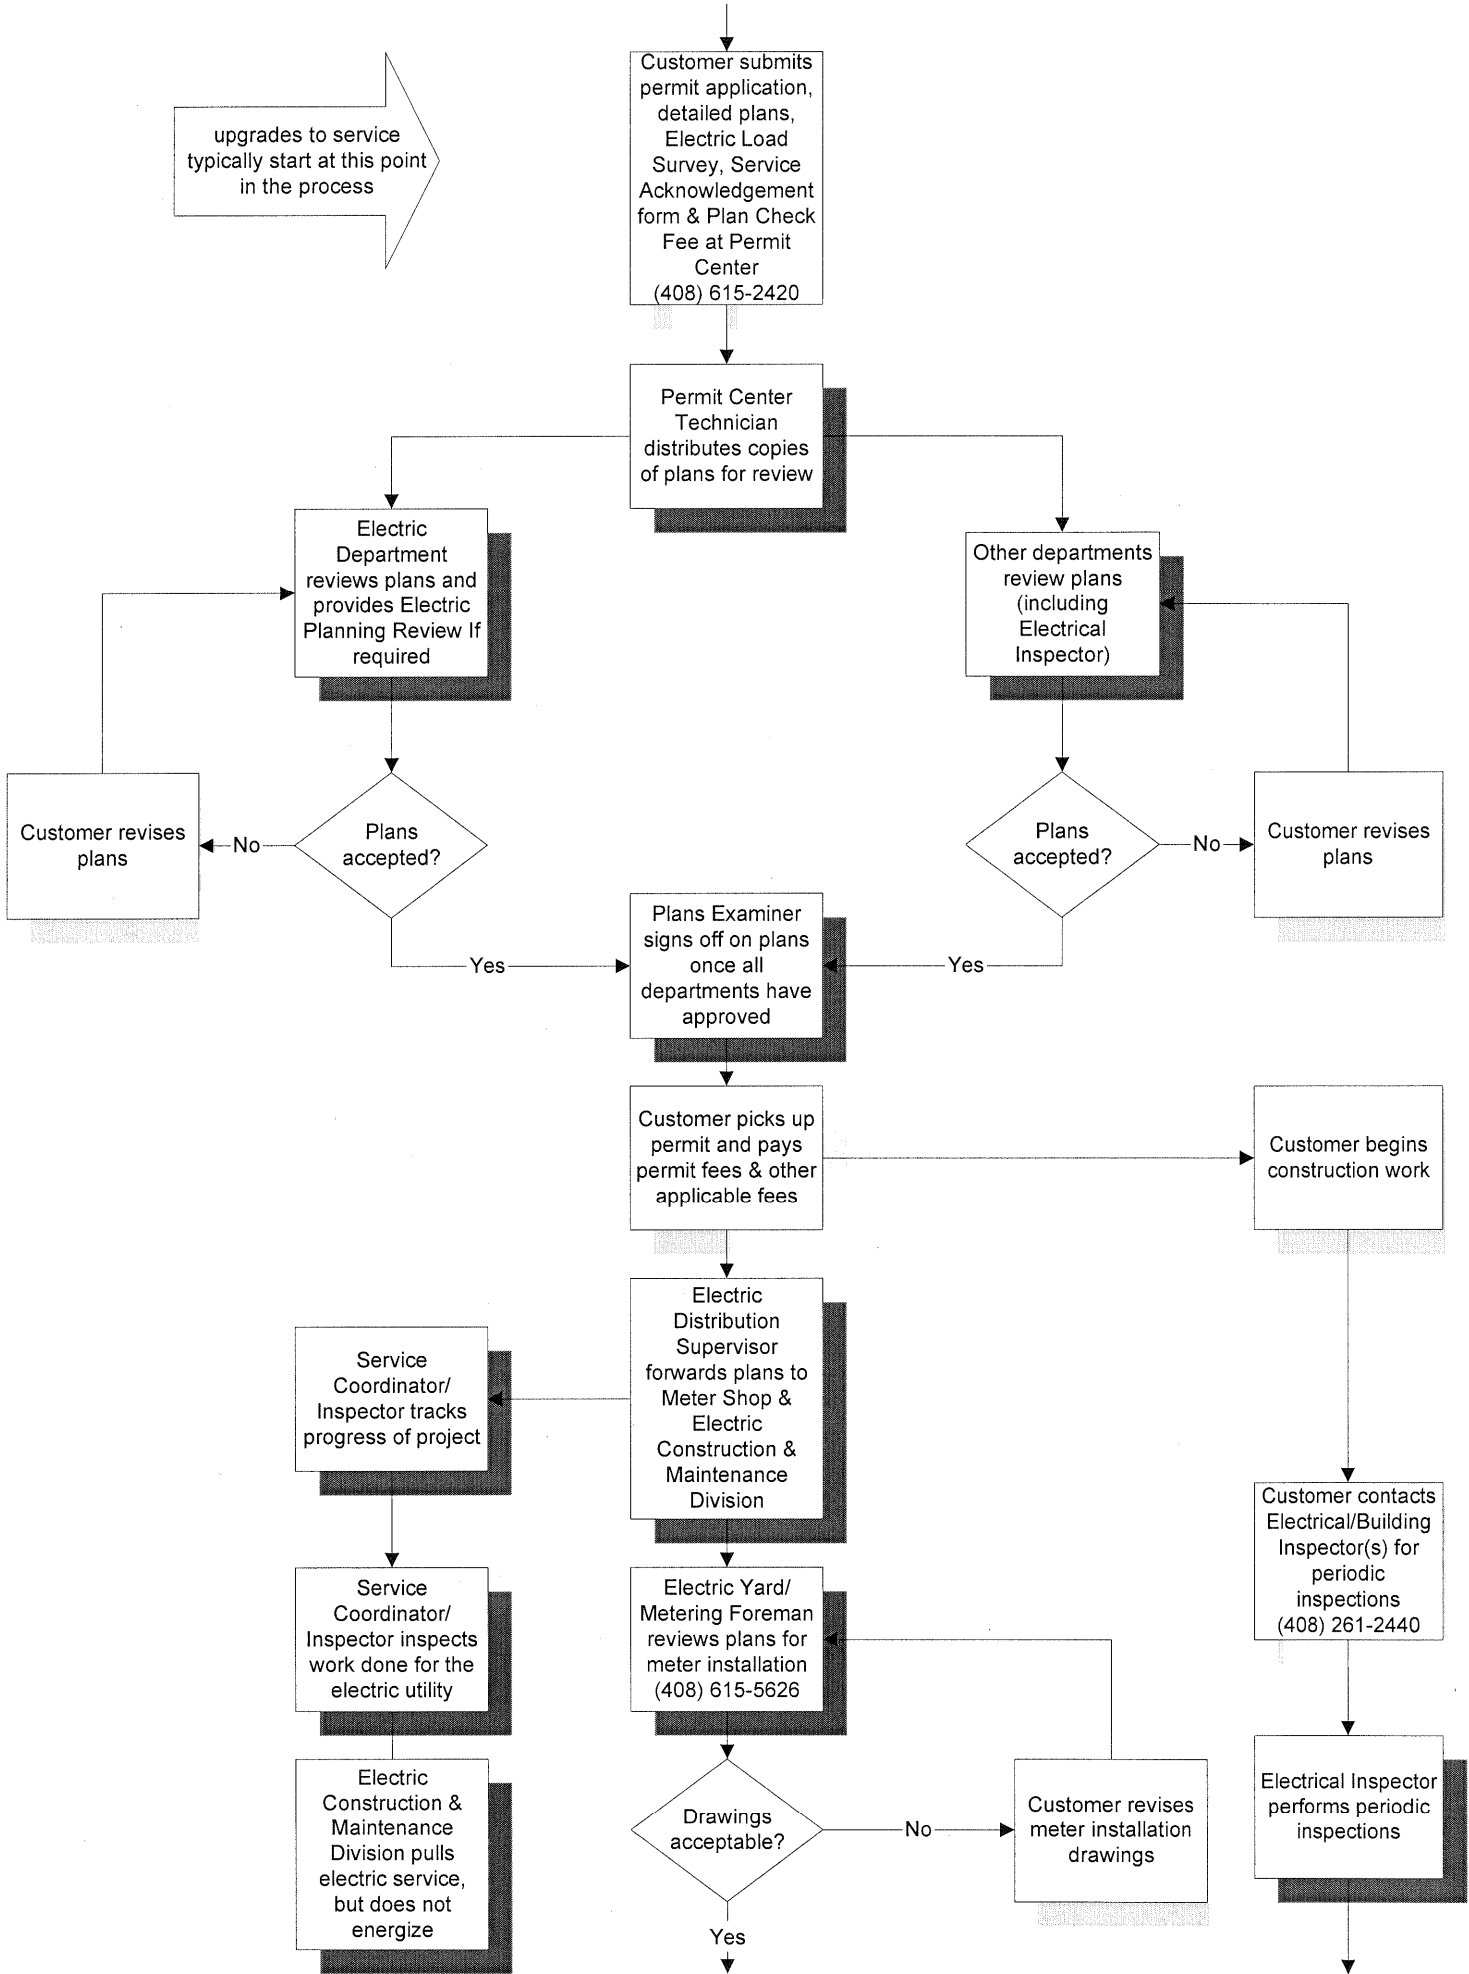 Customer submits
permit application,
detailed plans,
Electric Load
Survey, Service
Acknowledgement
form & Plan Check
Fee at Permit
Center
(408) 615-2420
upgrades to service
typically start at this point
in the process
Permit Center
Technician
distributes copies
of plans for review
Electric
Department
reviews plans and
provides Electric
Planning Review If
required
Other departments
review plans
(including
Electrical
Inspector)
Customer revises
plans
No
Plans
accepted?
Plans
accepted?
No
Customer revises
plans
Yes
Plans Examiner
signs off on plans
once all
departments have
approved
Yes
Customer picks up
permit and pays
permit fees & other
applicable fees
Customer begins
construction work
Electric
Distribution
Supervisor
forwards plans to
Meter Shop &
Electric
Construction &
Maintenance
Division
Service
Coordinator/
Inspector tracks
progress of project
Customer contacts
Electrical/Building
Inspector(s) for
periodic
inspections
(408) 261-2440
Service
Coordinator/
Inspector inspects
work done for the
electric utility
Electric Yard/
Metering Foreman
reviews plans for
meter installation
(408) 615-5626
Electric
Construction &
Maintenance
Division pulls
electric service,
but does not
energize
Drawings
acceptable?
No
Customer revises
meter installation
drawings
Electrical Inspector
performs periodic
inspections
Yes